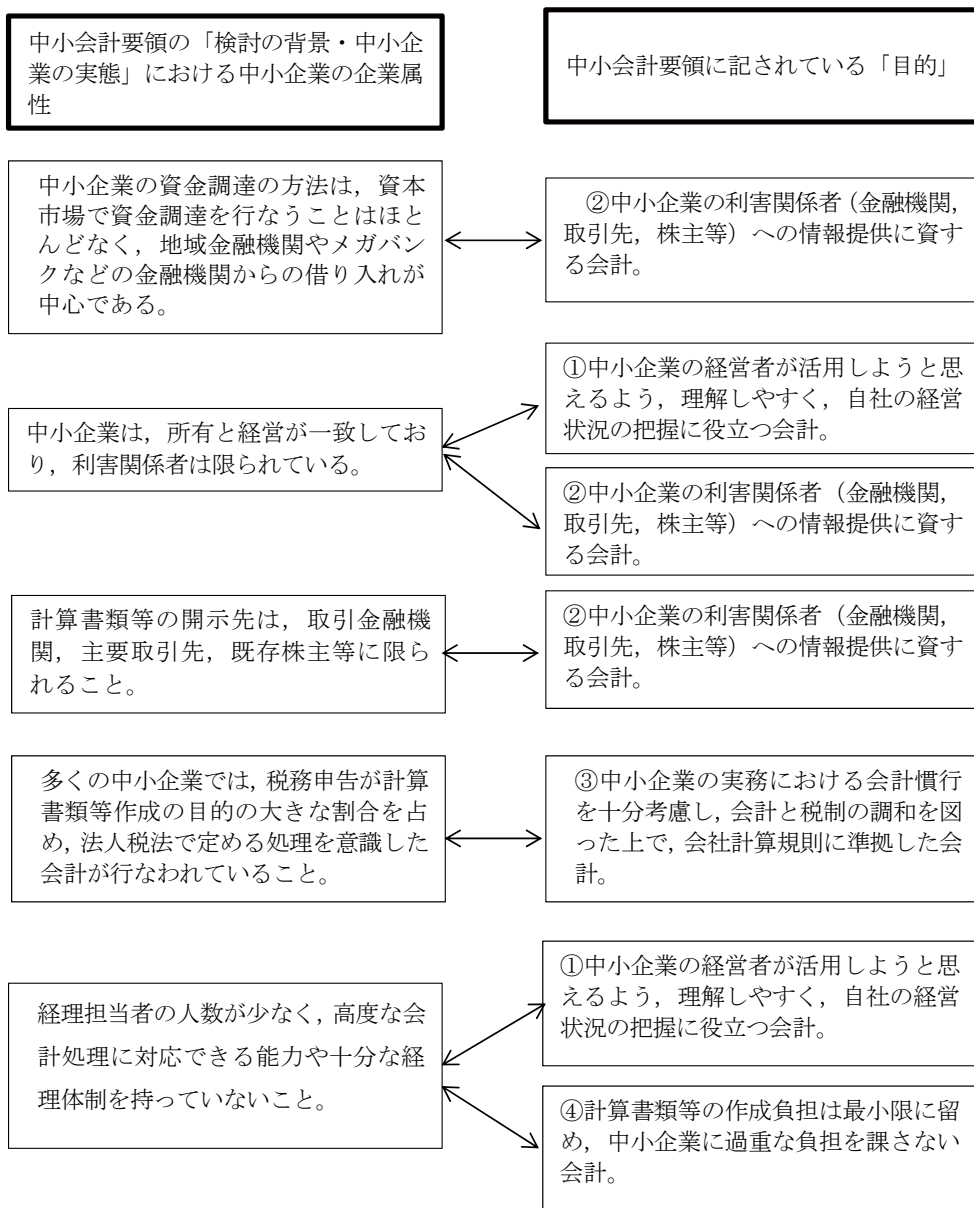 中小会計要領の「検討の背景・中小企
業の実態」における中小企業の企業属
性
中小会計要領に記されている「目的」
中小企業の資金調達の方法は，資本
市場で資金調達を行なうことはほと
んどなく，地域金融機関やメガバン
クなどの金融機関からの借り入れが
中心である。
②中小企業の利害関係者（金融機関，
取引先，株主等）への情報提供に資す
る会計。
中小企業は，所有と経営が一致してお
り，利害関係者は限られている。
①中小企業の経営者が活用しようと思
えるよう，理解しやすく，自社の経営
状況の把握に役立つ会計。
②中小企業の利害関係者（金融機関，
取引先，株主等）への情報提供に資す
る会計。
計算書類等の開示先は，取引金融機
関，主要取引先，既存株主等に限ら
れること。
②中小企業の利害関係者（金融機関，
取引先，株主等）への情報提供に資す
る会計。
多くの中小企業では，税務申告が計算
書類等作成の目的の大きな割合を占
め，法人税法で定める処理を意識した
会計が行なわれていること。
③中小企業の実務における会計慣行
を十分考慮し，会計と税制の調和を図
った上で，会社計算規則に準拠した会
計。
経理担当者の人数が少なく，高度な会
計処理に対応できる能力や十分な経
理体制を持っていないこと。
①中小企業の経営者が活用しようと思
えるよう，理解しやすく，自社の経営
状況の把握に役立つ会計。
④計算書類等の作成負担は最小限に留
め，中小企業に過重な負担を課さない
会計。